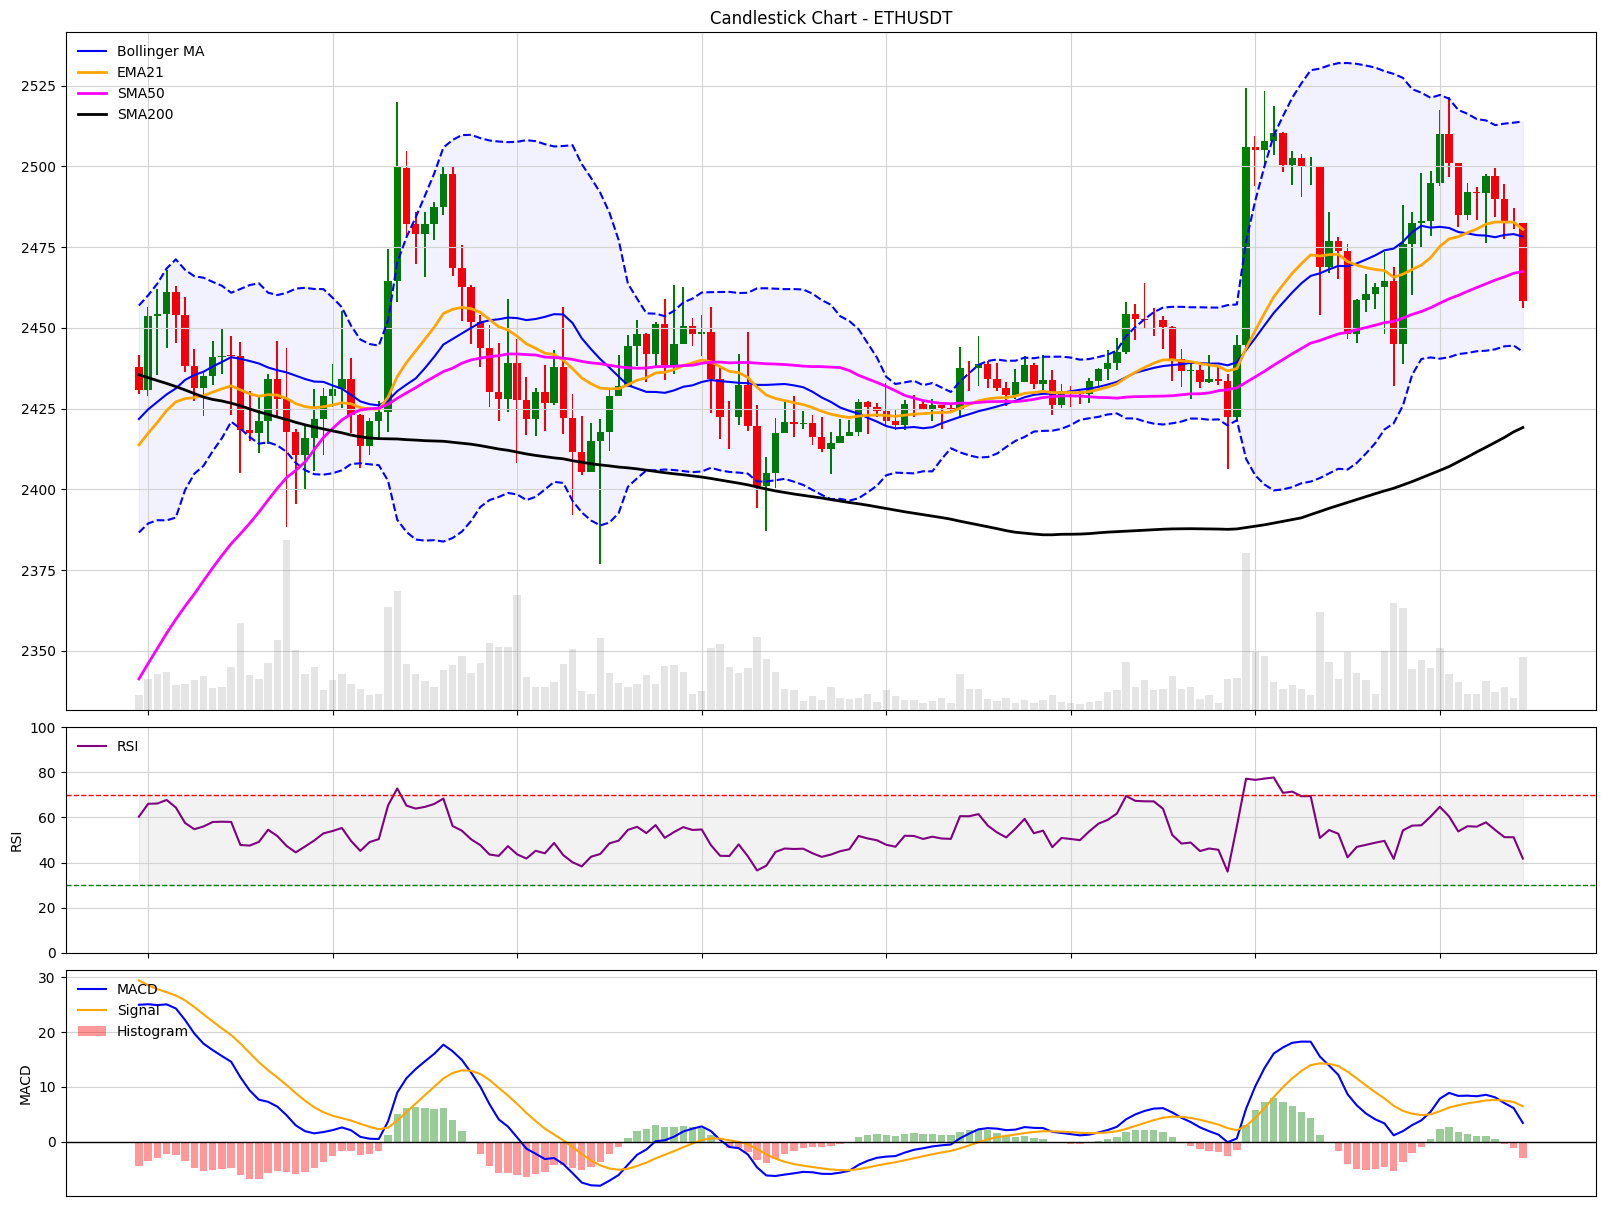 Candlestick Chart - ETHUSDT
Bollinger MA
EMA21
SMA50
SMA200
2525
2500
2475
2450
2425
2400
2375
2350
RSI
100
80
60
40
20
0
RSI
MACD
Signal
Histogram
30
20
10
0
MACD